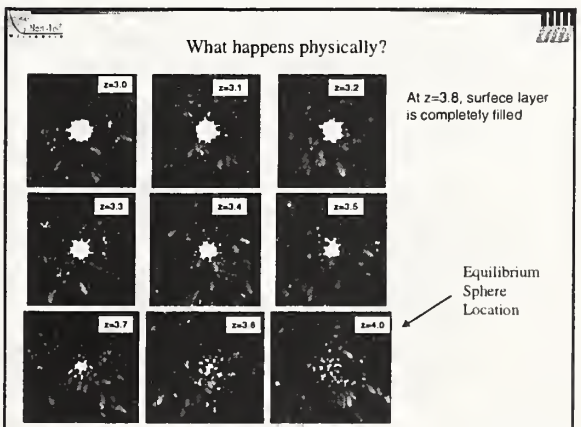 What happens physically?
z=3.0
z=3.1
z=3.2
At z=3.8, surfece layer
is completely filled
z=3.3
z=3.4
z=3.5
Equilibrium
Sphere
Location
z=3.7
z=3.8
z=4.0